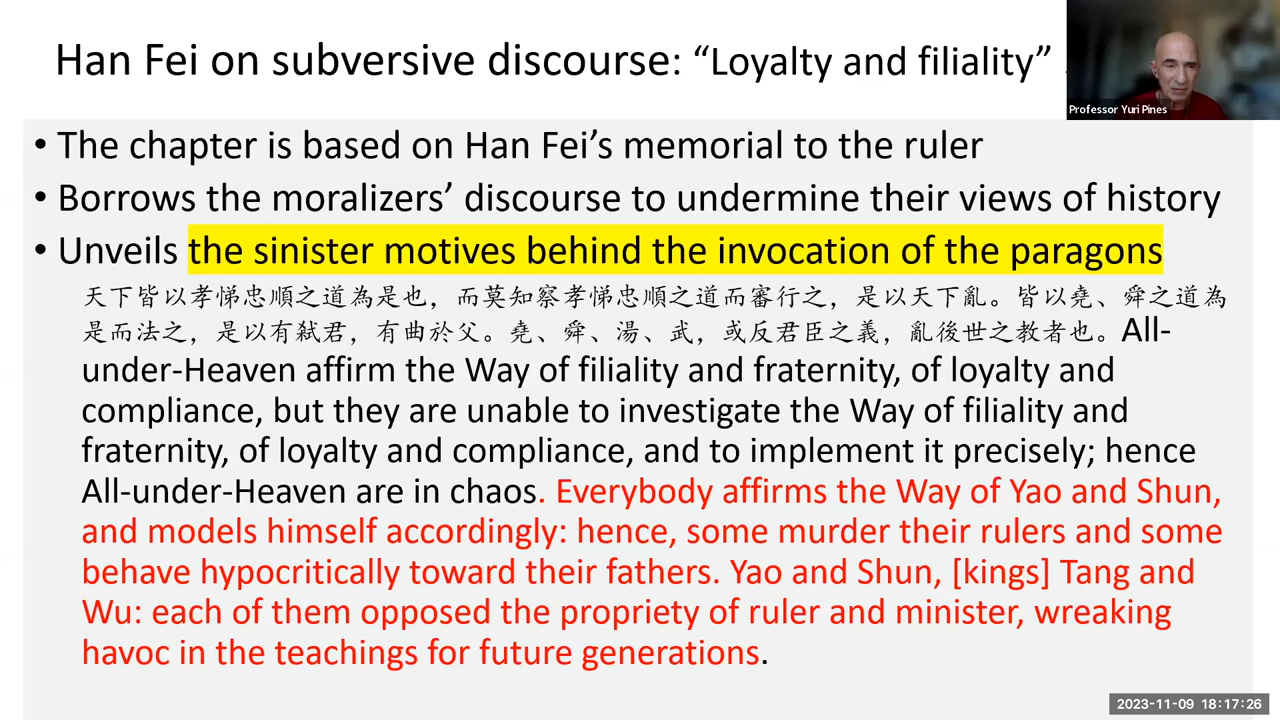 Han Fei on subversive discourse: “Loyalty and filiality”
Professor Yuri Pines
• The chapter is based on Han Fei’s memorial to the ruler
• Borrows the moralizers’ discourse to undermine their views of history
• Unveils the sinister motives behind the invocation of the paragons
天下皆以孝悌忠順之道為是也，而莫知察孝悌忠順之道而審行之，是以天下亂。皆以堯、舜之道為
是而法之，是以有弒君，有曲於父。堯、舜、湯、武，或反君臣之義，亂後世之教者也。All-
under-Heaven affirm the Way of filiality and fraternity, of loyalty and
compliance, but they are unable to investigate the Way of filiality and
fraternity, of loyalty and compliance, and to implement it precisely; hence
All-under-Heaven are in chaos. Everybody affirms the Way of Yao and Shun,
and models himself accordingly: hence, some murder their rulers and some
behave hypocritically toward their fathers. Yao and Shun, [kings] Tang and
Wu: each of them opposed the propriety of ruler and minister, wreaking
havoc in the teachings for future generations.
2023-11-09 18:17:26